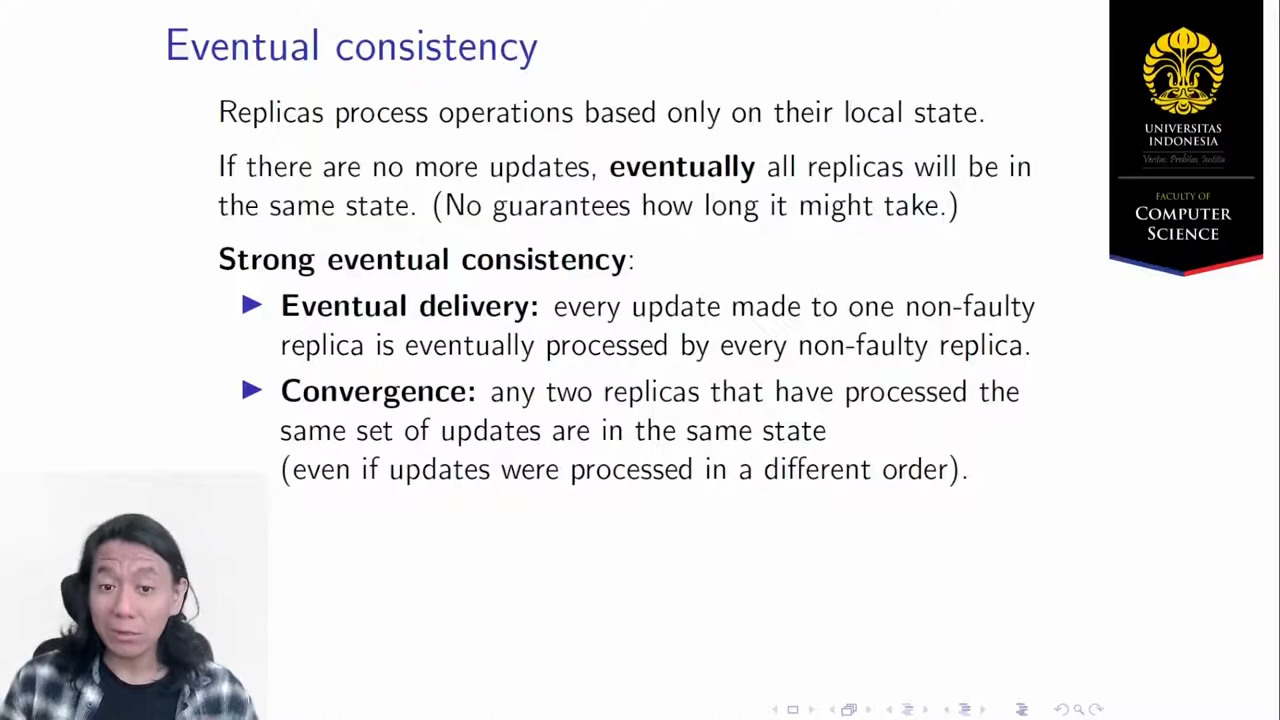 Eventual consistency
Replicas process operations based only on their local state.
If there are no more updates, eventually all replicas will be in
the same state. (No guarantees how long it might take.)
Strong eventual consistency:
▶ Eventual delivery: every update made to one non-faulty
replica is eventually processed by every non-faulty replica.
▶ Convergence: any two replicas that have processed the
same set of updates are in the same state
(even if updates were processed in a different order).
UNIVERSITAS
INDONESIA
Veritas, Probitas, Iustitia
FACULTY OF
COMPUTER
SCIENCE